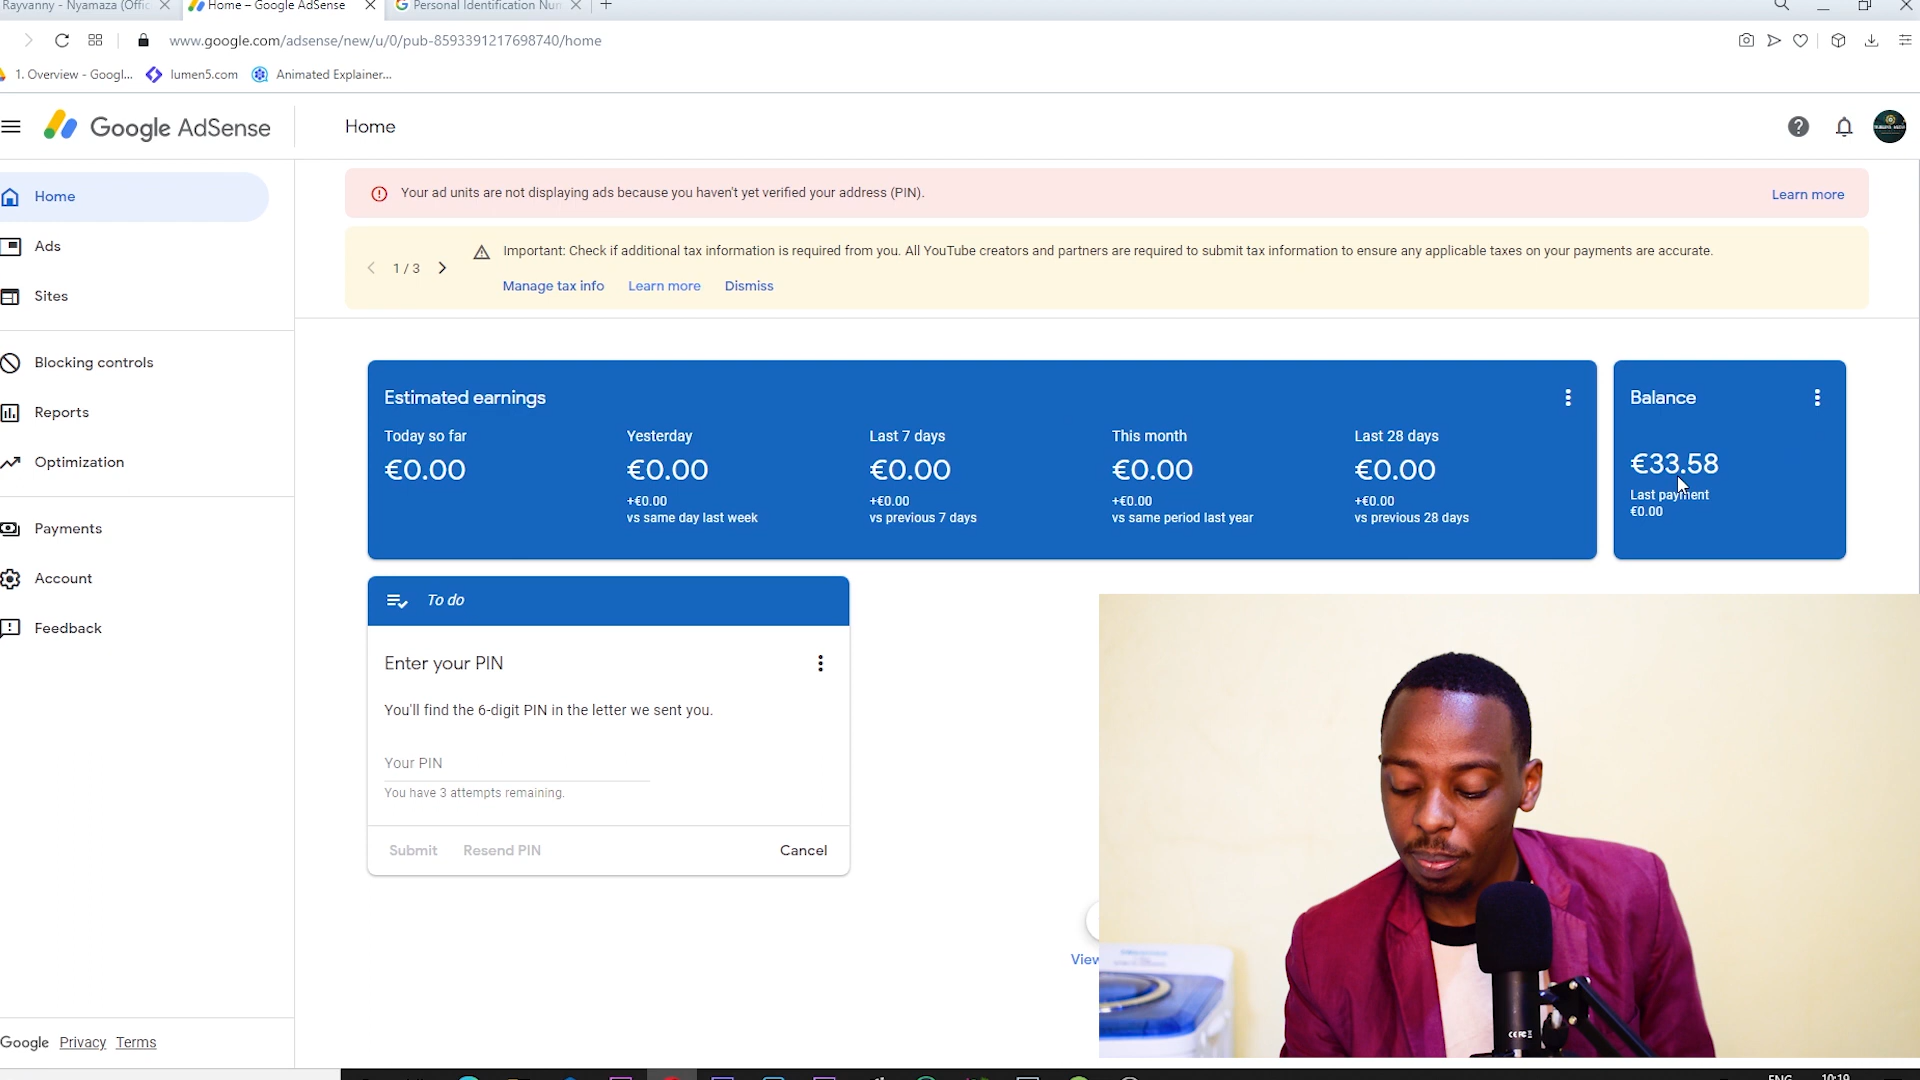 Rayvanny - Nyamaza (Offic
Home – Google AdSense
Personal Identification Num
www.google.com/adsense/new/u/0/pub-8593391217698740/home
1. Overview - Googl...
lumen5.com
Animated Explainer...
Google AdSense
Home
Home
Ads
Sites
Blocking controls
Reports
Optimization
Payments
Account
Feedback
Google Privacy Terms
Your ad units are not displaying ads because you haven't yet verified your address (PIN).
Learn more
1 / 3
Important: Check if additional tax information is required from you. All YouTube creators and partners are required to submit tax information to ensure any applicable taxes on your payments are accurate.
Manage tax info Learn more Dismiss
Estimated earnings
Today so far
€0.00
Yesterday
€0.00
+€0.00
vs same day last week
Last 7 days
€0.00
+€0.00
vs previous 7 days
This month
€0.00
+€0.00
vs same period last year
Last 28 days
€0.00
+€0.00
vs previous 28 days
Balance
€33.58
Last payment
€0.00
To do
Enter your PIN
You'll find the 6-digit PIN in the letter we sent you.
Your PIN
You have 3 attempts remaining.
Submit Resend PIN Cancel
View
ENG 10:19